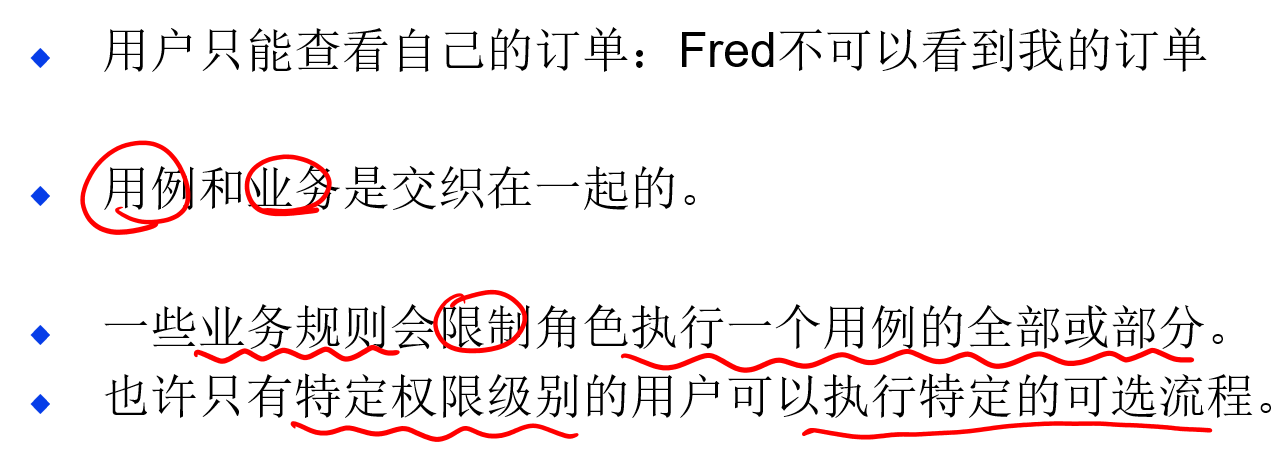 用户只能查看自己的订单：Fred不可以看到我的订单
用例和业务是交织在一起的。
一些业务规则会限制角色执行一个用例的全部或部分。
也许只有特定权限级别的用户可以执行特定的可选流程。